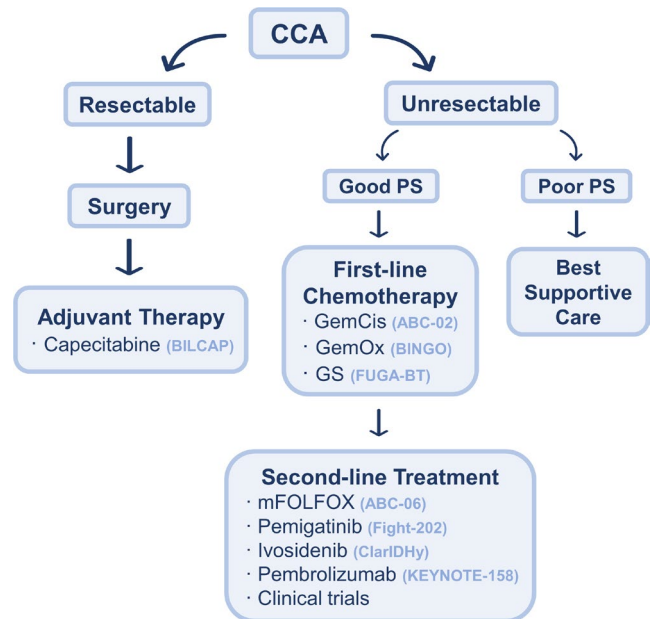 CCA
Resectable
Unresectable
Surgery
Good PS
Poor PS
Adjuvant Therapy
· Capecitabine (BILCAP)
First-line
Chemotherapy
· GemCis (ABC-02)
· GemOx (BINGO)
· GS (FUGA-BT)
Best
Supportive
Care
Second-line Treatment
· mFOLFOX (ABC-06)
· Pemigatinib (Fight-202)
· Ivosidenib (ClarIDHy)
· Pembrolizumab (KEYNOTE-158)
· Clinical trials